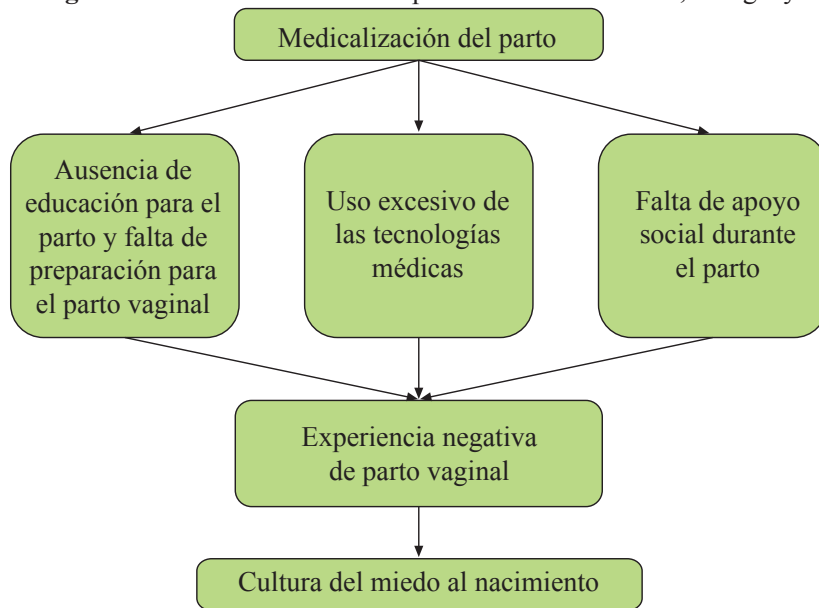 Medicalización del parto
Ausencia de
educación para el
parto y falta de
preparación para
el parto vaginal
Uso excesivo de
las tecnologías
médicas
Falta de apoyo
social durante
el parto
Experiencia negativa
de parto vaginal
Cultura del miedo al nacimiento